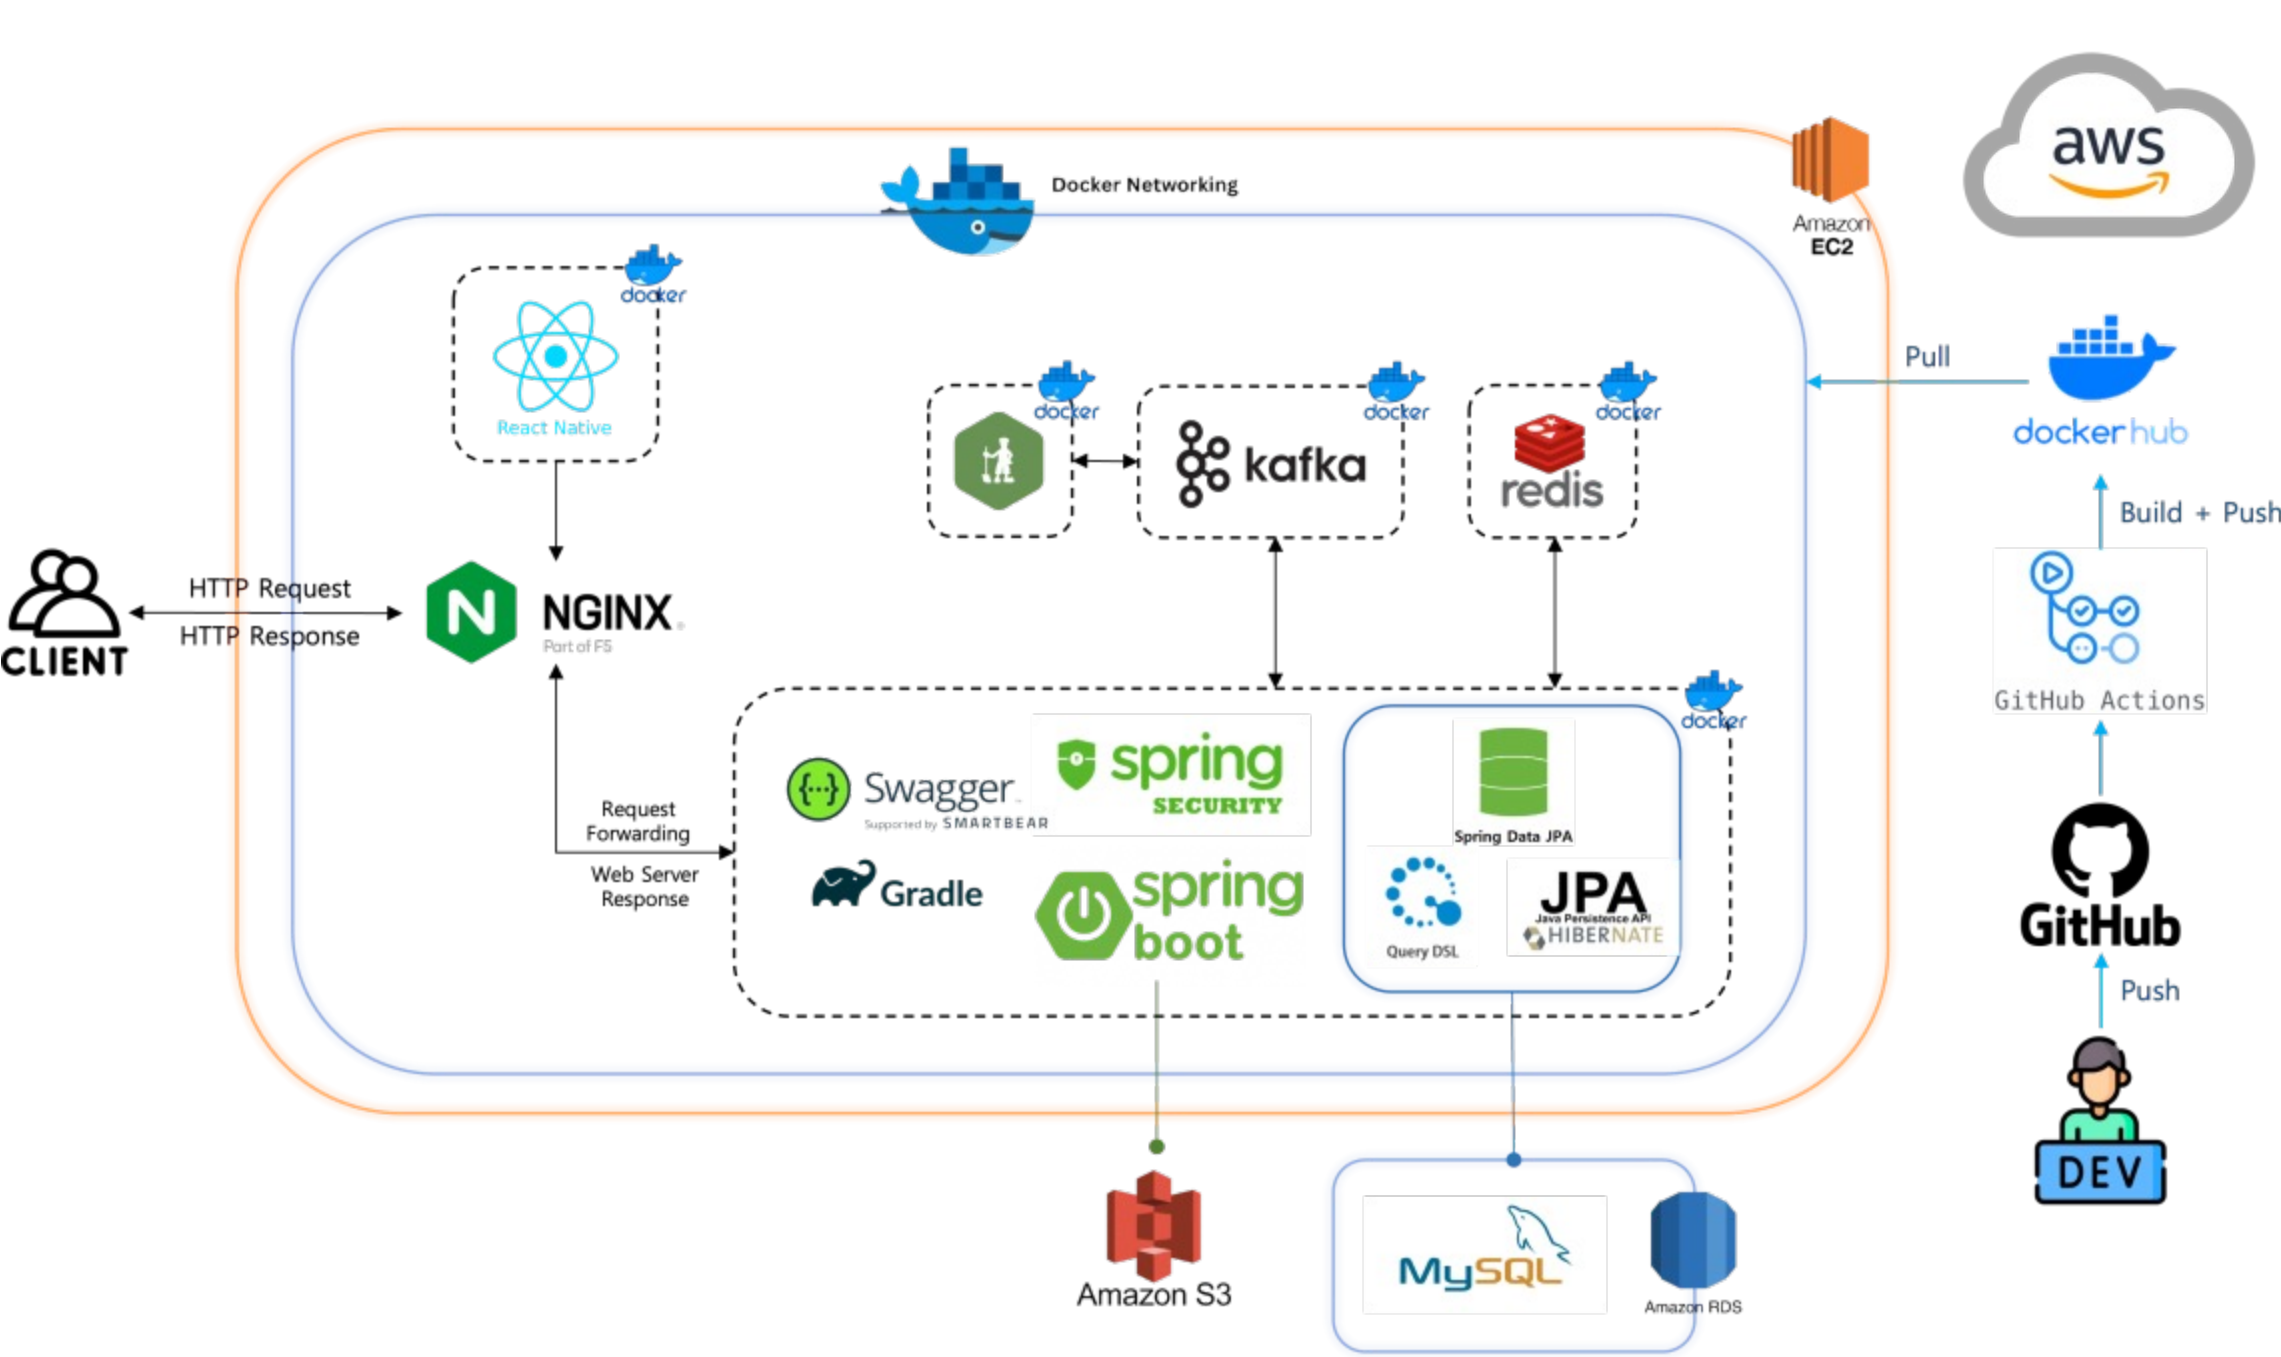 aws
Docker Networking
Amazon
EC2
docker
React Native
docker
docker
kafka
docker
redis
Pull
docker hub
Build + Push
GitHub Actions
CLIENT
HTTP Request
HTTP Response
N
NGINX
Part of F5
Request
Forwarding
Web Server
Response
docker
{···}
Swagger
Supported by SMARTBEAR
spring
SECURITY
Gradle
spring
boot
Spring Data JPA
Query DSL
JPA
Java Persistence API
HIBERNATE
GitHub
Push
DEV
Amazon S3
MySQL
Amazon RDS